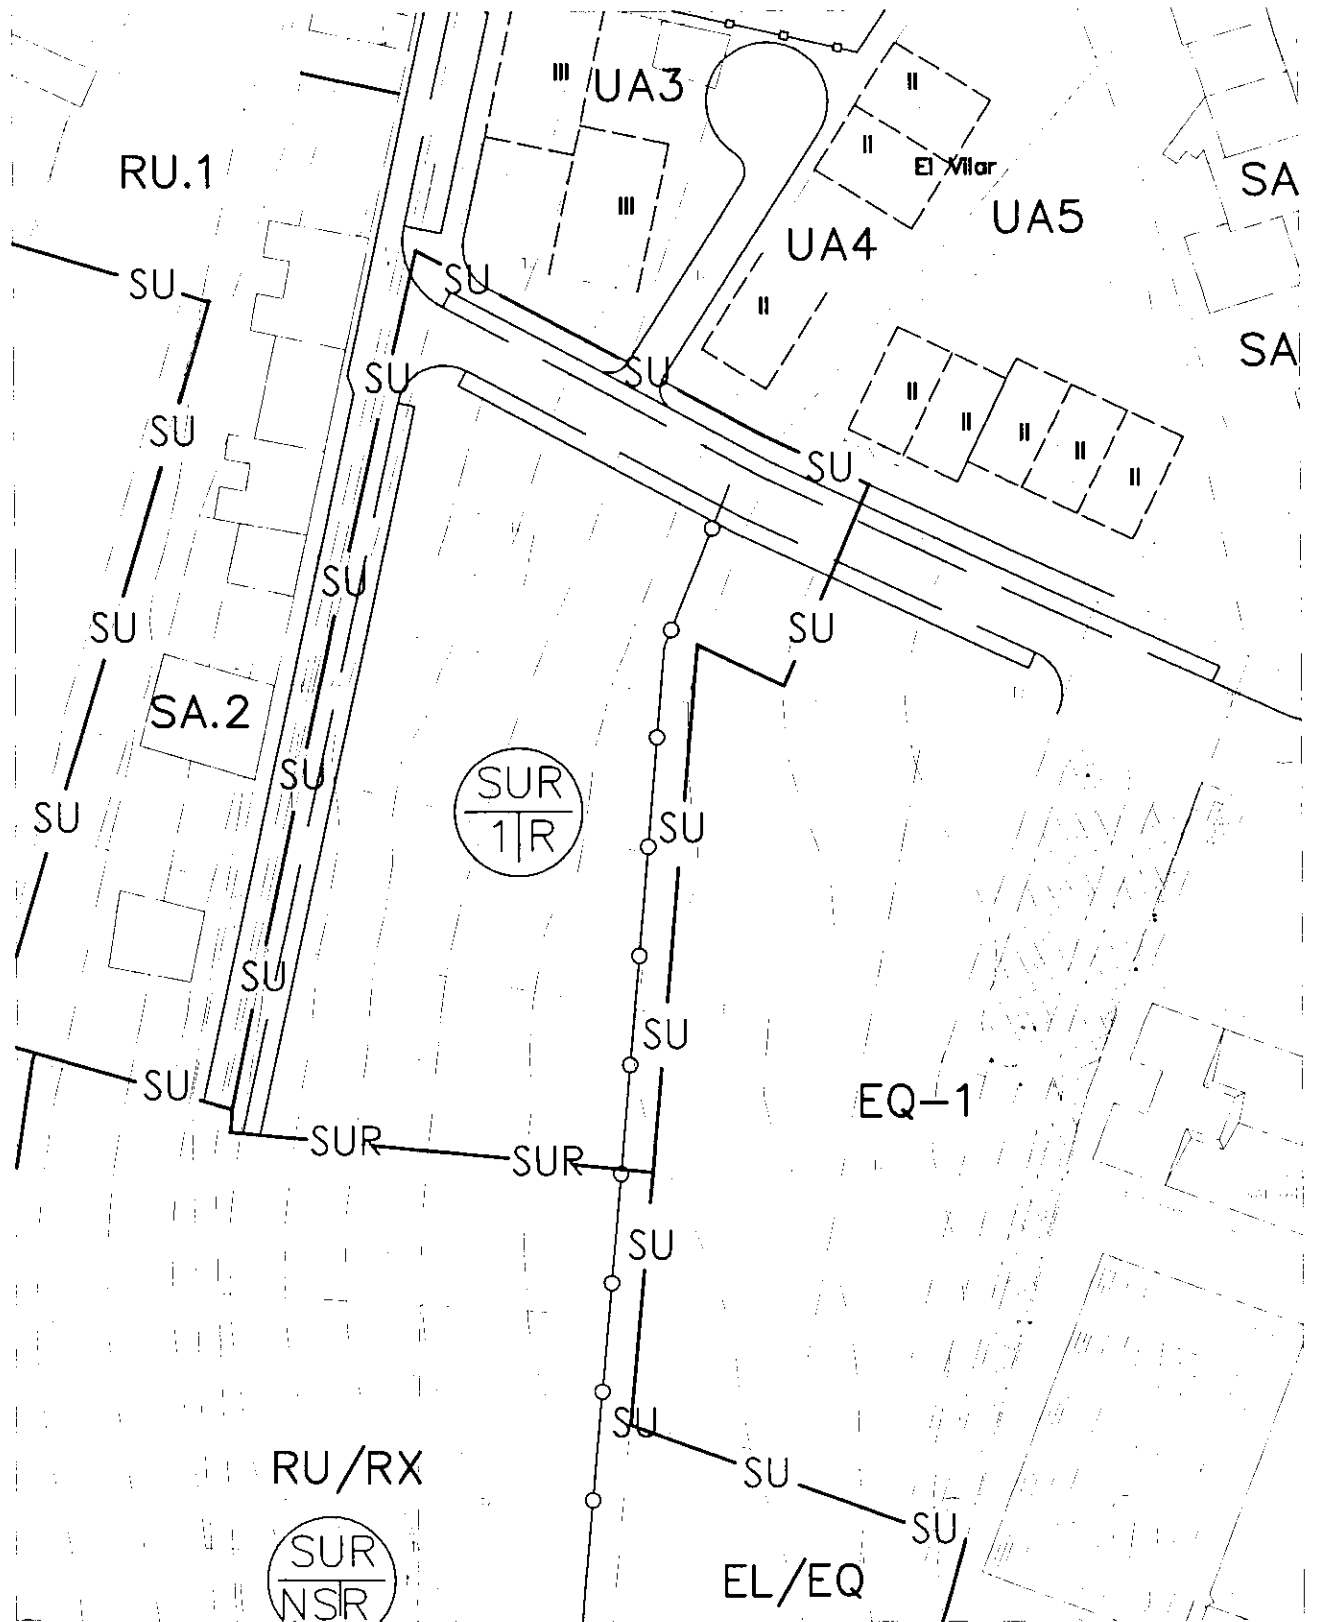 III
UA3
II
RU.1
II
El Vilar
SA
III
UA5
UA4
SU
SU
II
SU
SU
SA
II
II
II
II
II
SU
SU
SU
SU
SU
SA.2
SU
SUR
1 R
SU
SU
SU
SU
SU
EQ-1
SUR
SUR
SU
SU
RU/RX
SU
SUR
NSR
SU
EL/EQ